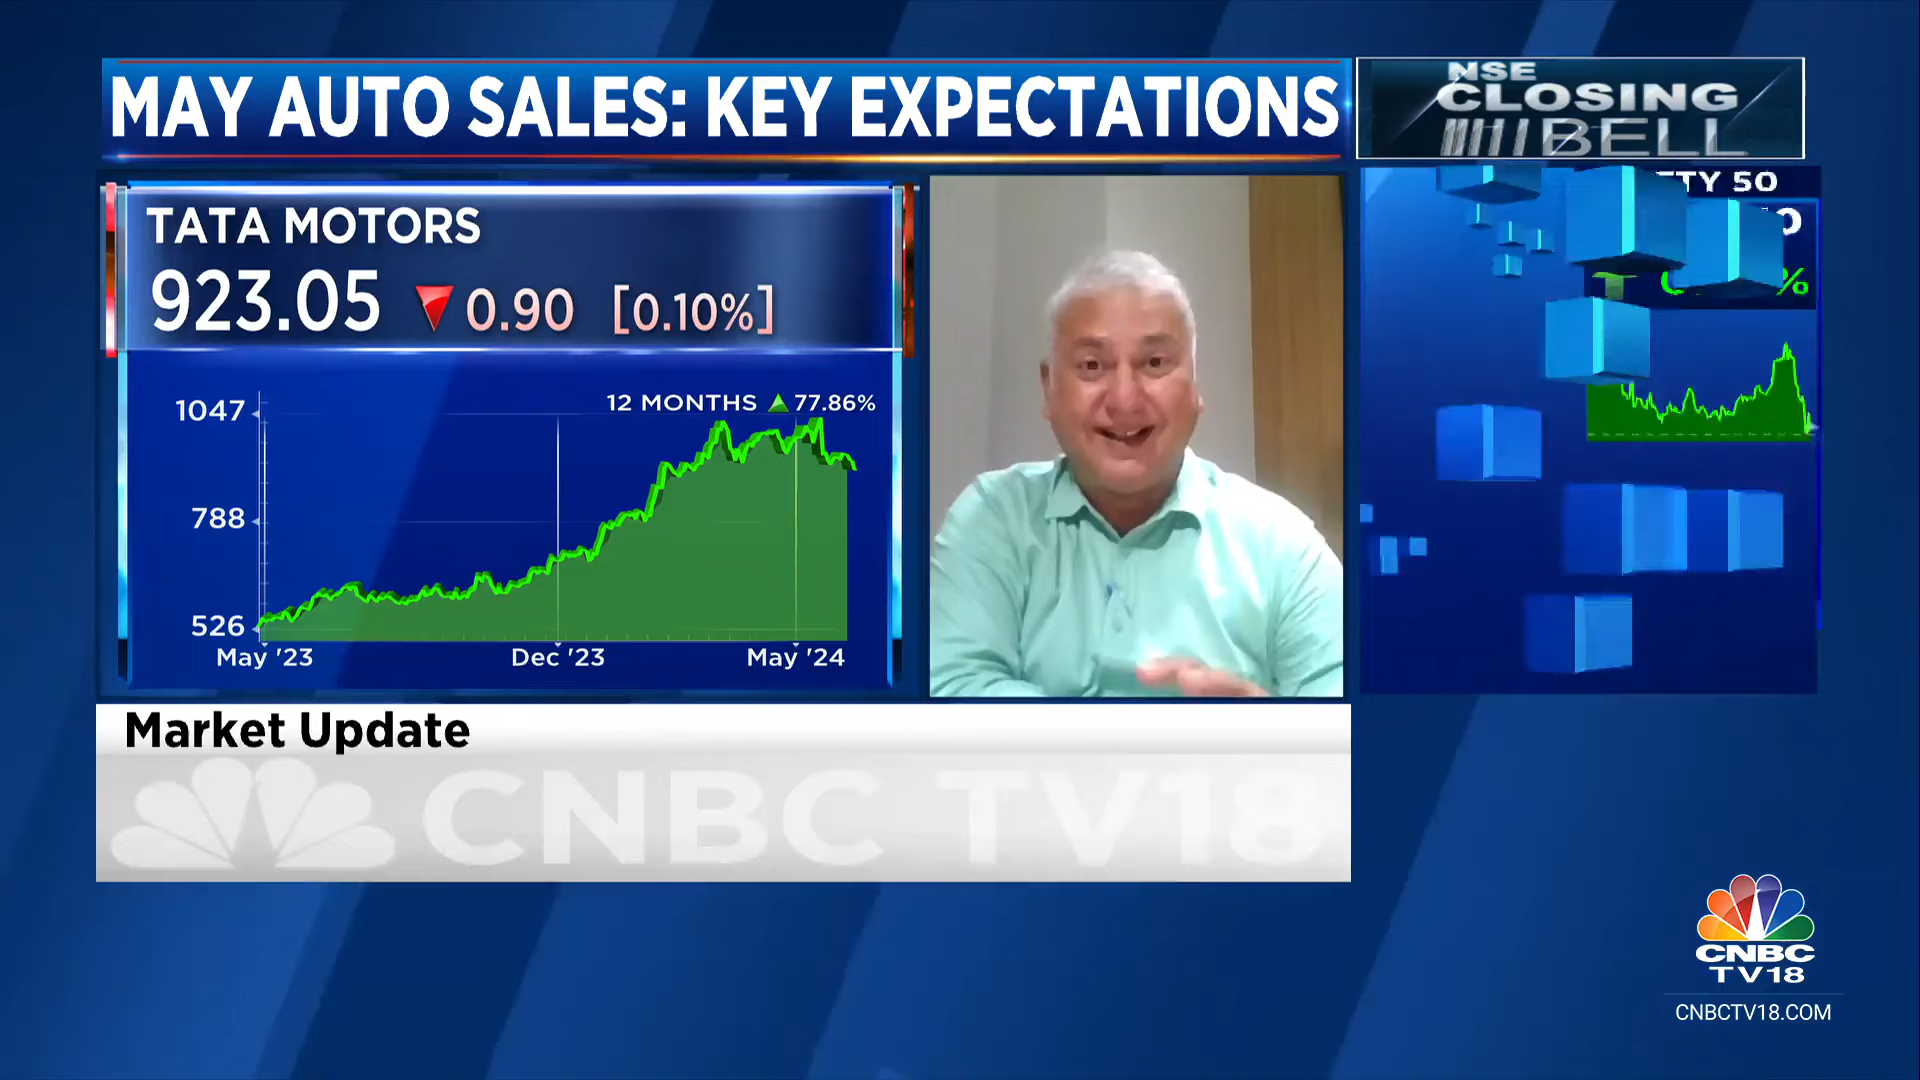 MAY AUTO SALES: KEY EXPECTATIONS
NSE
CLOSING
BELL
TATA MOTORS
923.05 ▼ 0.90 [0.10%]
12 MONTHS ▲ 77.86%
1047
788
526
May '23 Dec '23 May '24
50
%
Market Update
CNBC TV18
CNBC
TV18
CNBCTV18.COM